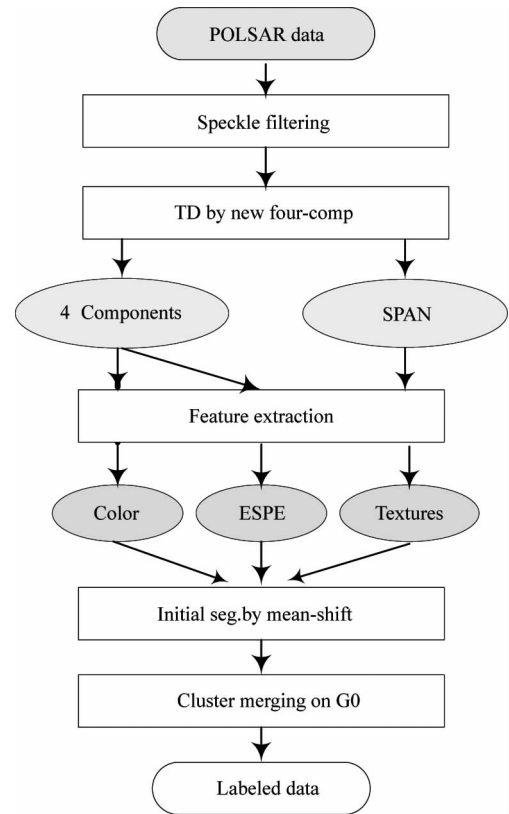 POLSAR data
Speckle filtering
TD by new four-comp
4 Components
SPAN
Feature extraction
Color
ESPE
Textures
Initial seg.by mean-shift
Cluster merging on G0
Labeled data